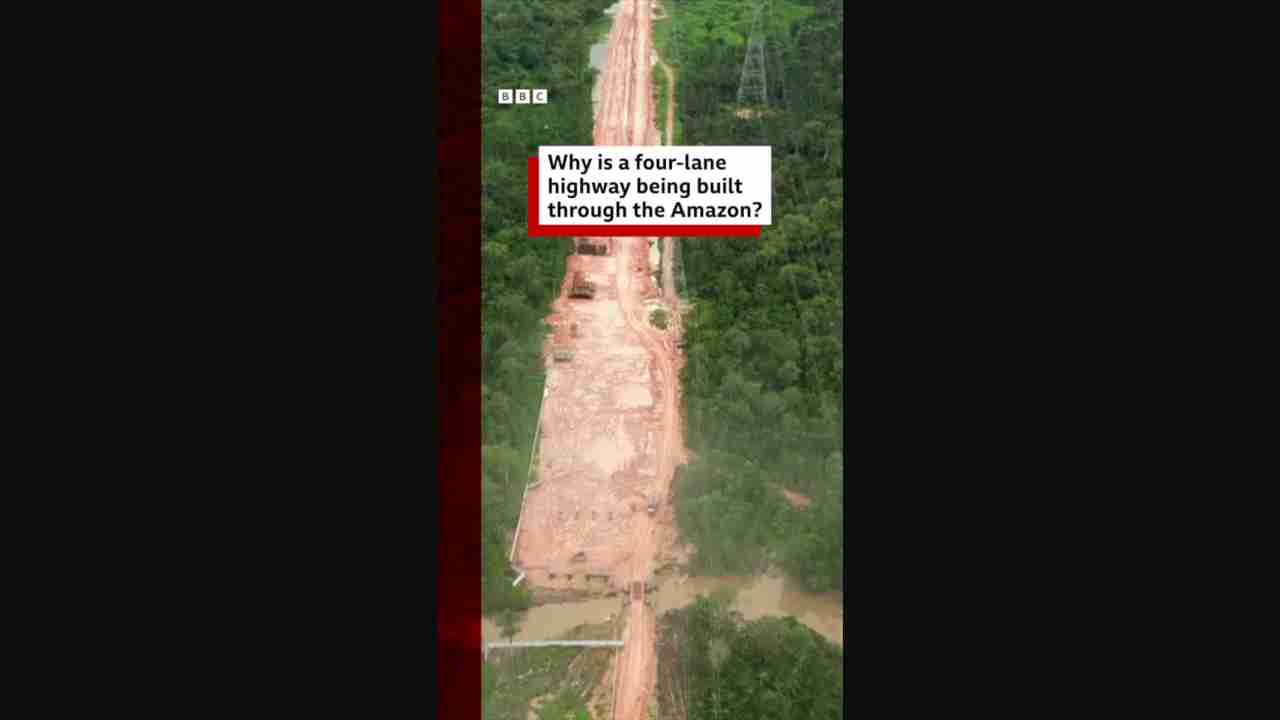 BBC
Why is a four-lane
highway being built
through the Amazon?